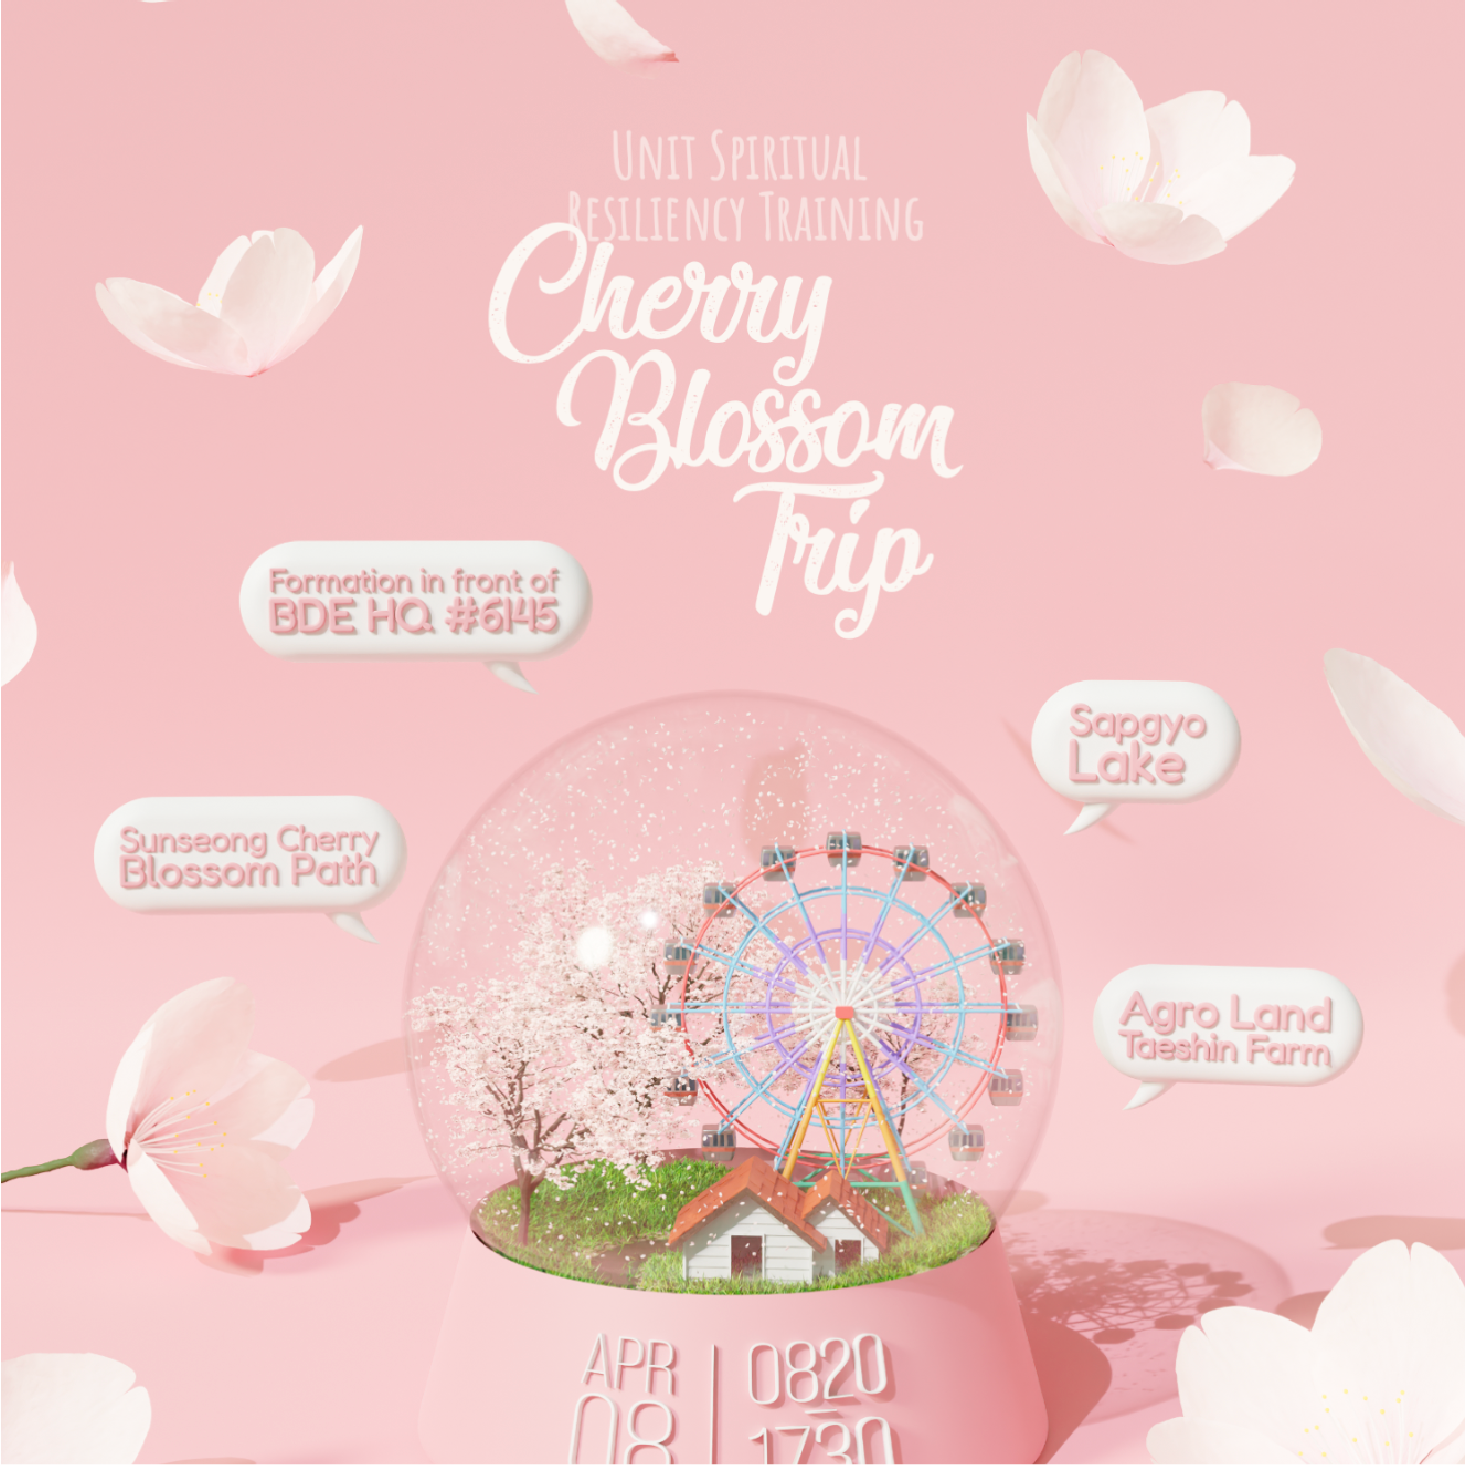 Unit Spiritual
Resiliency Training
Cherry
Blossom
Trip
Formation in front of
BDE HQ #6145
Sapgyo
Lake
Sunseong Cherry
Blossom Path
Agro Land
Taeshin Farm
APR
08
0820
-
1730